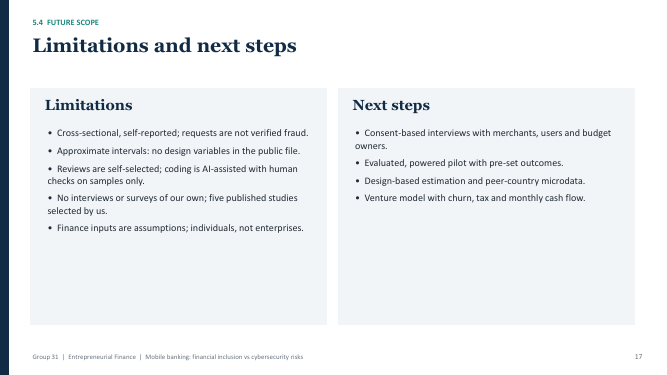 5.4 FUTURE SCOPE
Limitations and next steps
Limitations
• Cross-sectional, self-reported; requests are not verified fraud.
• Approximate intervals: no design variables in the public file.
• Reviews are self-selected; coding is AI-assisted with human
checks on samples only.
• No interviews or surveys of our own; five published studies
selected by us.
• Finance inputs are assumptions; individuals, not enterprises.
Next steps
• Consent-based interviews with merchants, users and budget
owners.
• Evaluated, powered pilot with pre-set outcomes.
• Design-based estimation and peer-country microdata.
• Venture model with churn, tax and monthly cash flow.
Group 31 | Entrepreneurial Finance | Mobile banking: financial inclusion vs cybersecurity risks
17